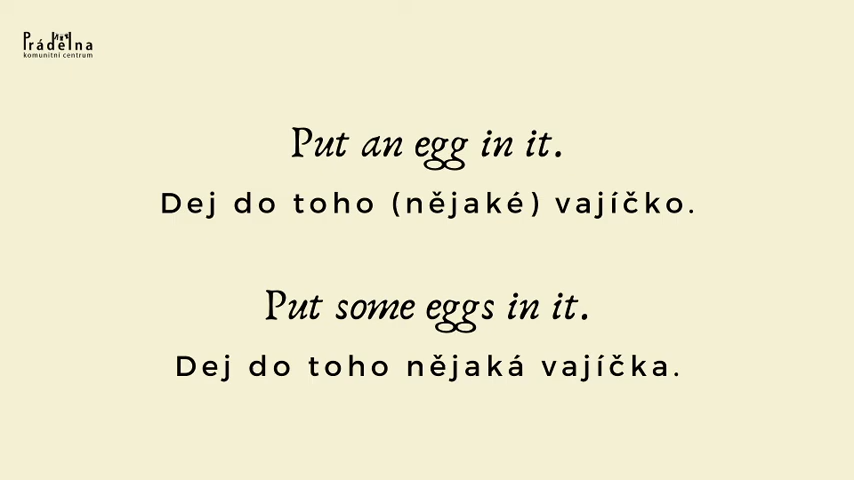 Prádelna
komunitní centrum
Put an egg in it.
Dej do toho (nějaké) vajíčko.
Put some eggs in it.
Dej do toho nějaká vajíčka.